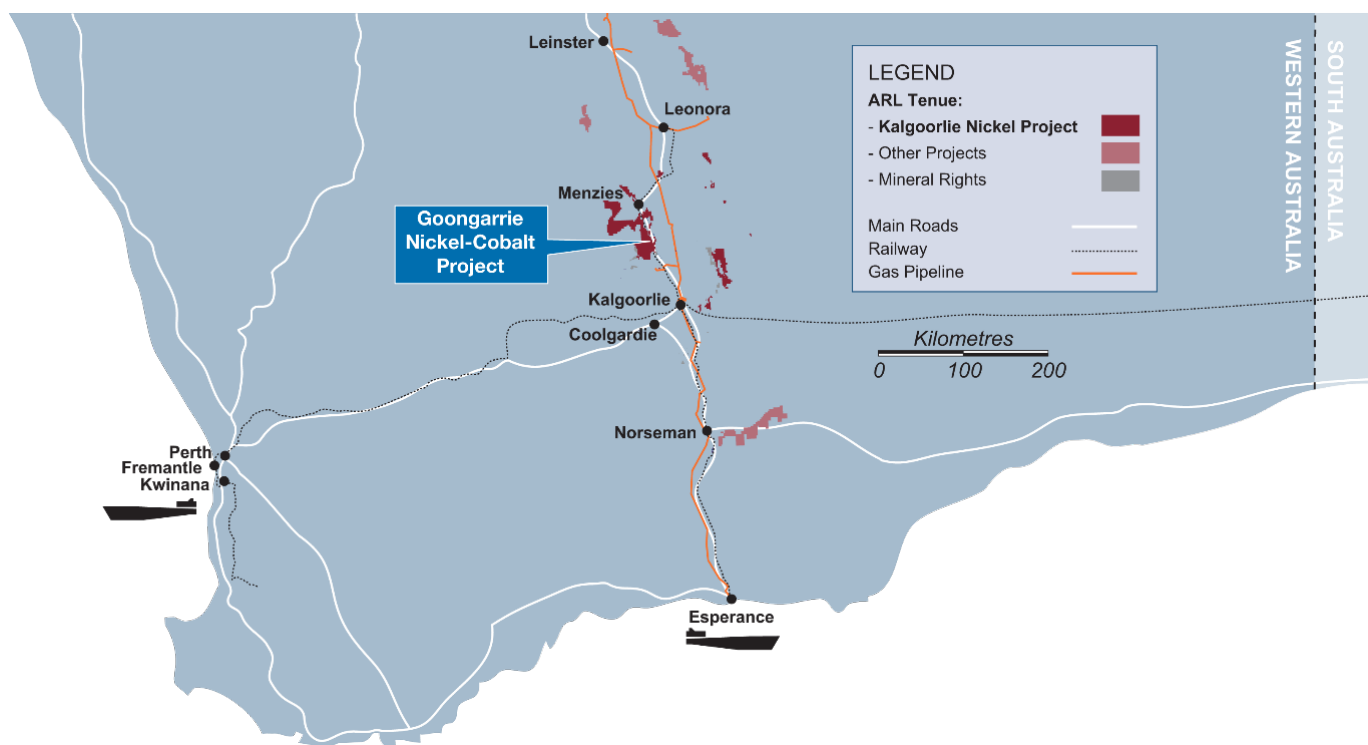 Leinster
Leonora
Menzies
Goongarrie
Nickel-Cobalt
Project
Kalgoorlie
Coolgardie
Norseman
Perth
Fremantle
Kwinana
Esperance
LEGEND
ARL Tenue:
- Kalgoorlie Nickel Project
- Other Projects
- Mineral Rights
Main Roads
Railway
Gas Pipeline
Kilometres
0 100 200
WESTERN AUSTRALIA
SOUTH AUSTRALIA